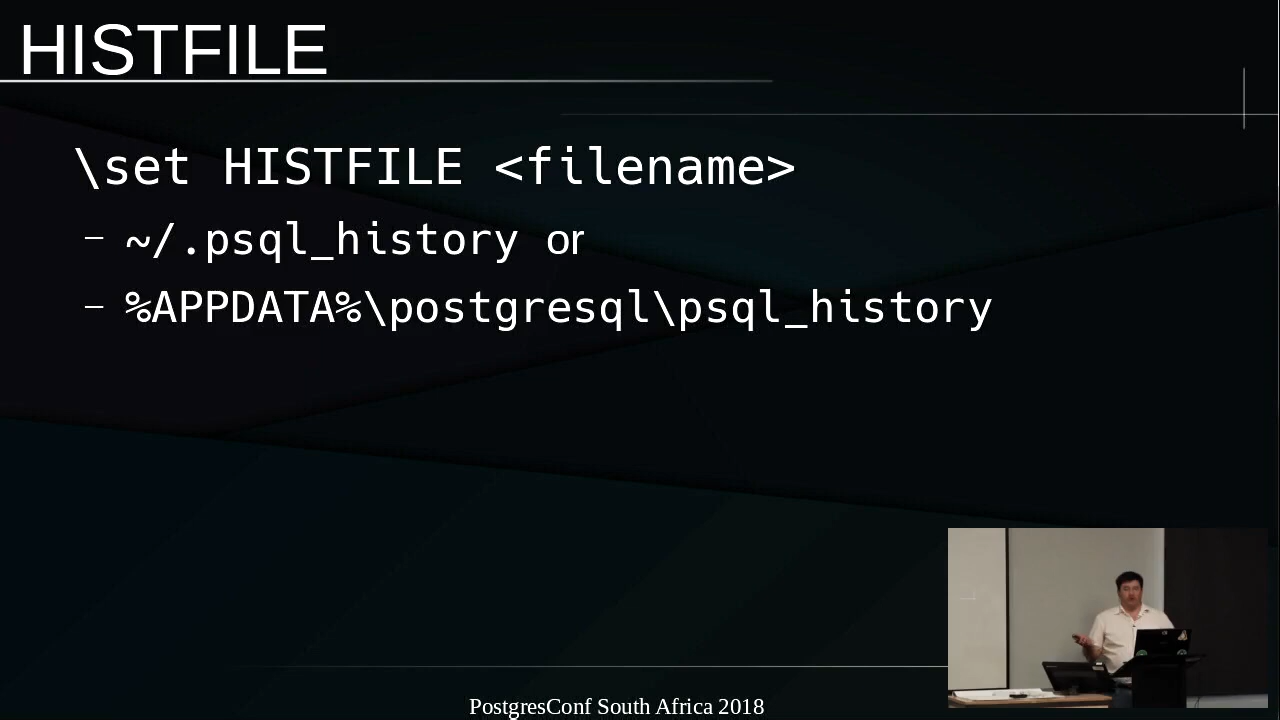 HISTFILE
\set HISTFILE <filename>
– ~/.psql_history or
– %APPDATA%\postgresql\psql_history
PostgresConf South Africa 2018